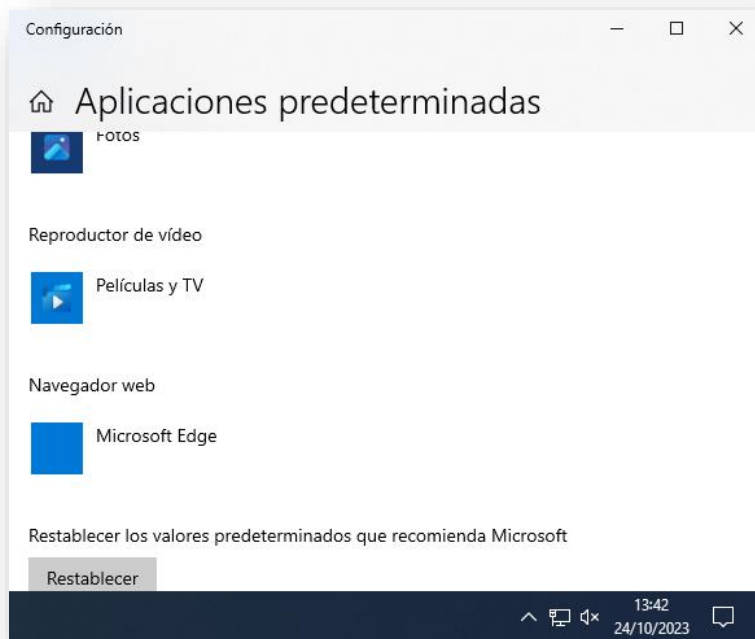 Configuración
Aplicaciones predeterminadas
Fotos
Reproductor de vídeo
Películas y TV
Navegador web
Microsoft Edge
Restablecer los valores predeterminados que recomienda Microsoft
Restablecer
13:42
24/10/2023